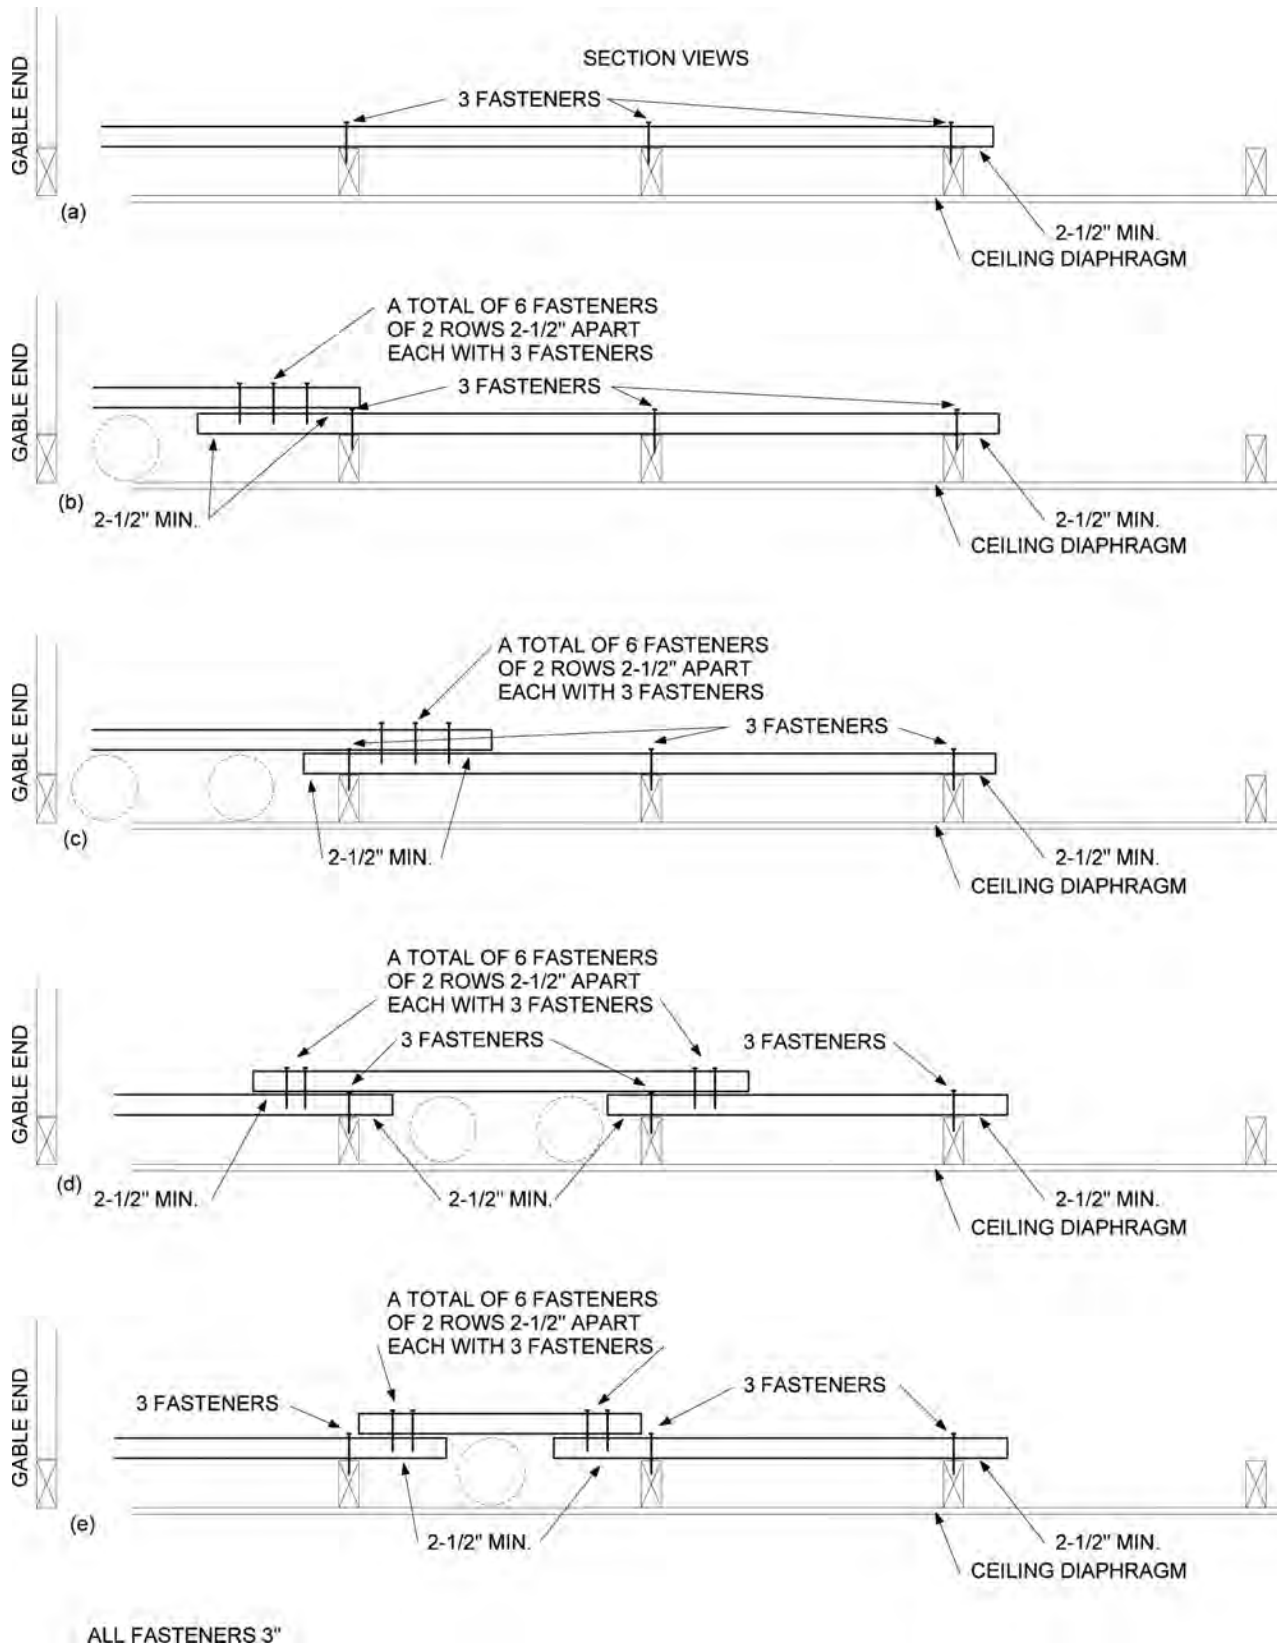 SECTION VIEWS
3 FASTENERS
GABLE END
(a)
2-1/2" MIN.
CEILING DIAPHRAGM
A TOTAL OF 6 FASTENERS
OF 2 ROWS 2-1/2" APART
EACH WITH 3 FASTENERS
3 FASTENERS
GABLE END
(b)
2-1/2" MIN.
2-1/2" MIN.
CEILING DIAPHRAGM
A TOTAL OF 6 FASTENERS
OF 2 ROWS 2-1/2" APART
EACH WITH 3 FASTENERS
3 FASTENERS
GABLE END
(c)
2-1/2" MIN.
2-1/2" MIN.
CEILING DIAPHRAGM
A TOTAL OF 6 FASTENERS
OF 2 ROWS 2-1/2" APART
EACH WITH 3 FASTENERS
3 FASTENERS
3 FASTENERS
GABLE END
(d)
2-1/2" MIN.
2-1/2" MIN.
2-1/2" MIN.
CEILING DIAPHRAGM
A TOTAL OF 6 FASTENERS
OF 2 ROWS 2-1/2" APART
EACH WITH 3 FASTENERS
3 FASTENERS
3 FASTENERS
GABLE END
(e)
2-1/2" MIN.
2-1/2" MIN.
CEILING DIAPHRAGM
ALL FASTENERS 3"